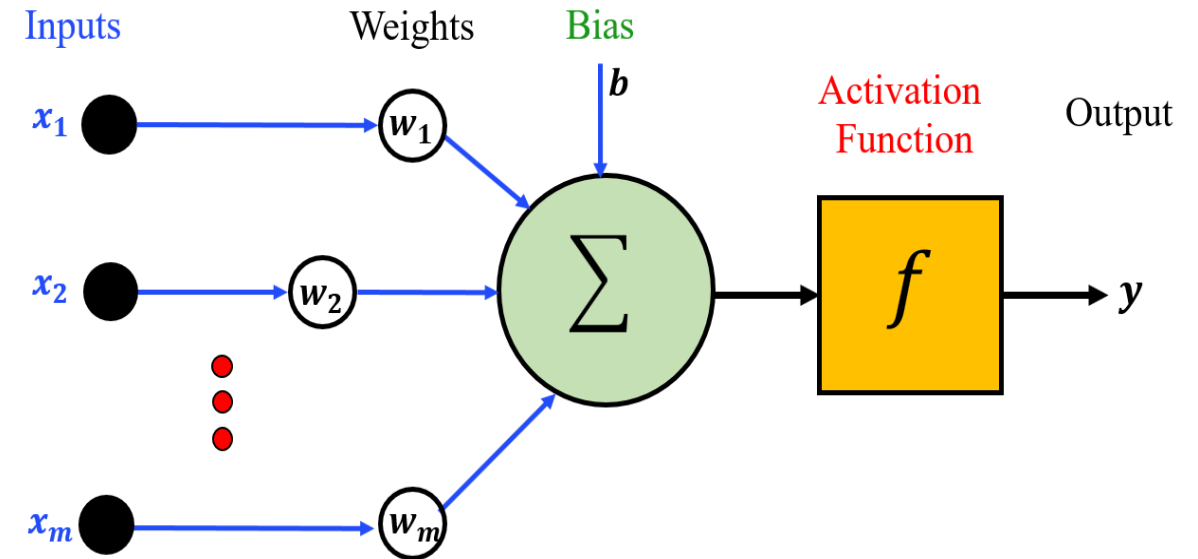 Inputs
Weights
Bias
b
Activation
Function
Output
x₁
w₁
x₂
w₂
∑
f
y
xₘ
wₘ